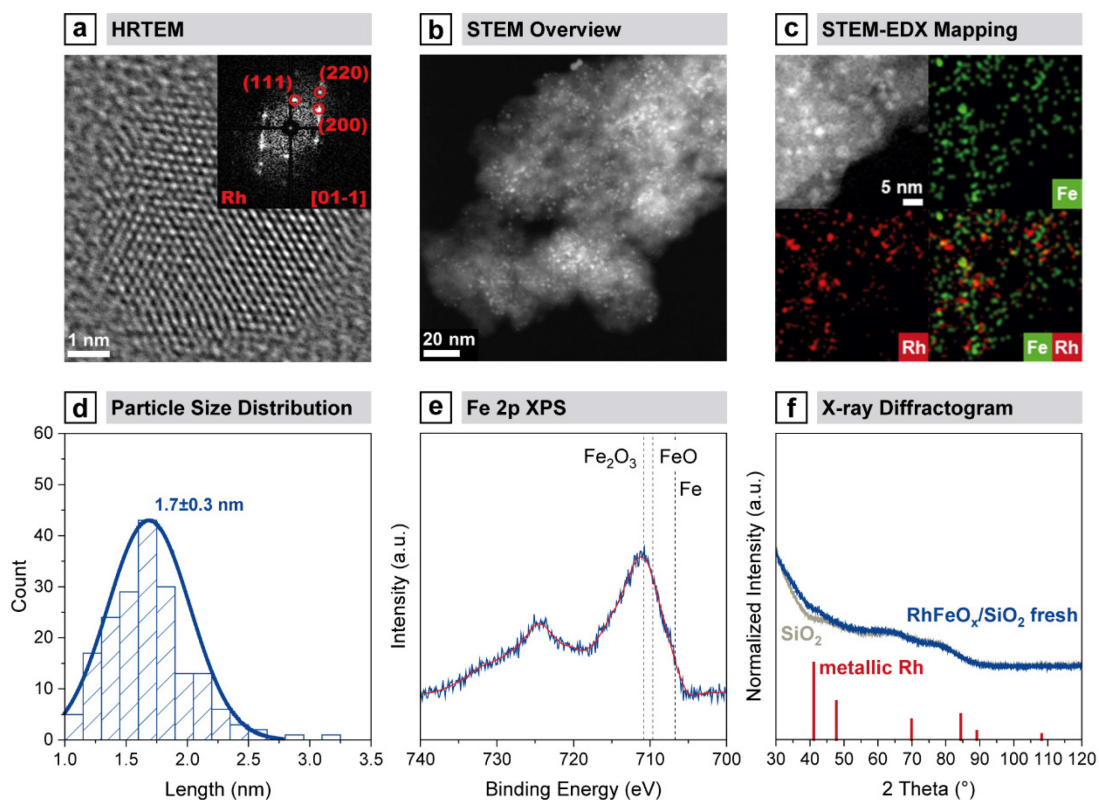 a HRTEM
(111)
(220)
(200)
Rh
[01-1]
1 nm
b STEM Overview
20 nm
c STEM-EDX Mapping
5 nm
Fe
Rh
Fe Rh
d Particle Size Distribution
60
50
40
30
20
10
0
Count
1.7±0.3 nm
1.0 1.5 2.0 2.5 3.0 3.5
Length (nm)
e Fe 2p XPS
Intensity (a.u.)
Fe₂O₃
FeO
Fe
740 730 720 710 700
Binding Energy (eV)
f X-ray Diffractogram
Normalized Intensity (a.u.)
RhFeOₓ/SiO₂ fresh
SiO₂
metallic Rh
30 40 50 60 70 80 90 100 110 120
2 Theta (°)